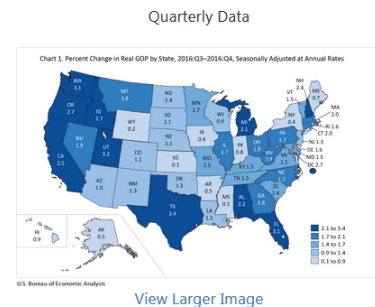 Quarterly Data
Chart 1. Percent Change in Real GDP by State, 2016:Q3–2016:Q4, Seasonally Adjusted at Annual Rates
WA
3.1
OR
2.7
CA
2.5
NV
1.9
ID
2.7
MT
1.8
WY
0.2
UT
3.2
AZ
1.0
CO
1.1
NM
1.3
ND
1.4
SD
1.1
NE
1.1
KS
0.1
OK
1.3
TX
3.4
MN
1.7
IA
0.4
MO
1.5
AR
0.5
LA
1.1
WI
0.9
IL
1.7
MI
2.1
IN
0.8
OH
1.9
KY 1.5
TN 1.5
MS
0.1
AL
2.2
GA
1.8
FL
3.1
SC
1.4
NC
1.7
VA
1.5
WV
1.9
PA
1.7
NY
0.4
VT
1.5
NH
2.4
ME
0.7
MA
2.0
RI 1.6
CT 2.0
NJ 1.3
DE 1.6
MD 1.5
DC 2.7
AK
0.5
HI
0.9
2.1 to 3.4
1.7 to 2.1
1.4 to 1.7
0.9 to 1.4
0.1 to 0.9
U.S. Bureau of Economic Analysis
View Larger Image